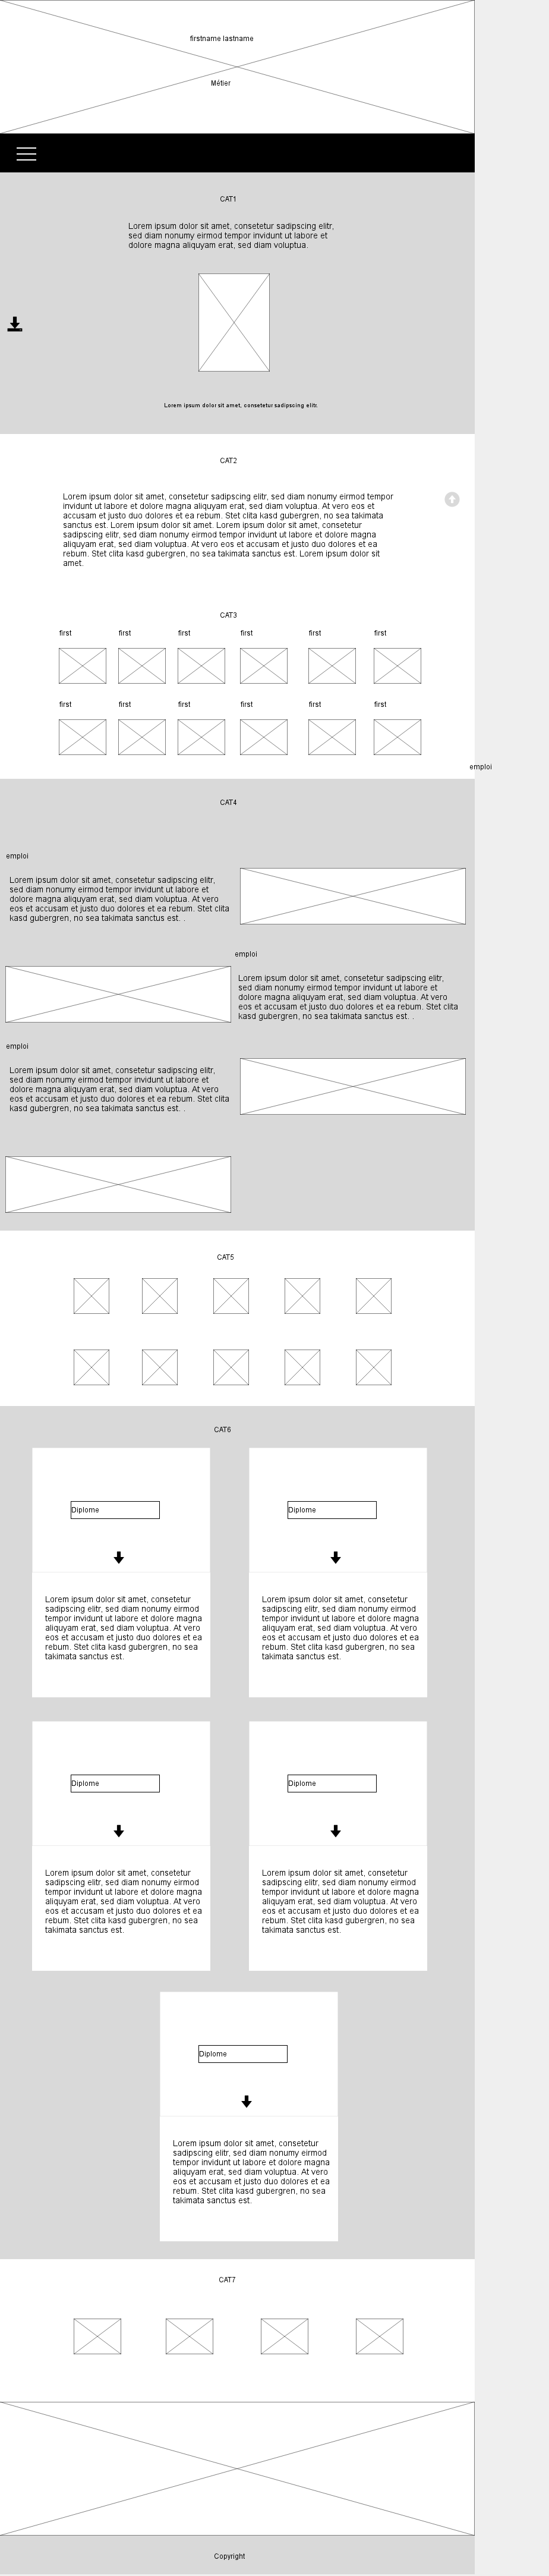 firstname lastname
Métier
CAT1
Lorem ipsum dolor sit amet, consetetur sadipscing elitr,
sed diam nonumy eirmod tempor invidunt ut labore et
dolore magna aliquyam erat, sed diam voluptua.
Lorem ipsum dolor sit amet, consetetur sadipscing elitr.
CAT2
Lorem ipsum dolor sit amet, consetetur sadipscing elitr, sed diam nonumy eirmod tempor
invidunt ut labore et dolore magna aliquyam erat, sed diam voluptua. At vero eos et
accusam et justo duo dolores et ea rebum. Stet clita kasd gubergren, no sea takimata
sanctus est. Lorem ipsum dolor sit amet. Lorem ipsum dolor sit amet, consetetur
sadipscing elitr, sed diam nonumy eirmod tempor invidunt ut labore et dolore magna
aliquyam erat, sed diam voluptua. At vero eos et accusam et justo duo dolores et ea
rebum. Stet clita kasd gubergren, no sea takimata sanctus est. Lorem ipsum dolor sit
amet.
CAT3
first first first first first first
first first first first first first
emploi
CAT4
emploi
Lorem ipsum dolor sit amet, consetetur sadipscing elitr,
sed diam nonumy eirmod tempor invidunt ut labore et
dolore magna aliquyam erat, sed diam voluptua. At vero
eos et accusam et justo duo dolores et ea rebum. Stet clita
kasd gubergren, no sea takimata sanctus est. .
emploi
Lorem ipsum dolor sit amet, consetetur sadipscing elitr,
sed diam nonumy eirmod tempor invidunt ut labore et
dolore magna aliquyam erat, sed diam voluptua. At vero
eos et accusam et justo duo dolores et ea rebum. Stet clita
kasd gubergren, no sea takimata sanctus est. .
emploi
Lorem ipsum dolor sit amet, consetetur sadipscing elitr,
sed diam nonumy eirmod tempor invidunt ut labore et
dolore magna aliquyam erat, sed diam voluptua. At vero
eos et accusam et justo duo dolores et ea rebum. Stet clita
kasd gubergren, no sea takimata sanctus est. .
CAT5
CAT6
Diplome
Lorem ipsum dolor sit amet, consetetur
sadipscing elitr, sed diam nonumy eirmod
tempor invidunt ut labore et dolore magna
aliquyam erat, sed diam voluptua. At vero
eos et accusam et justo duo dolores et ea
rebum. Stet clita kasd gubergren, no sea
takimata sanctus est.
Diplome
Lorem ipsum dolor sit amet, consetetur
sadipscing elitr, sed diam nonumy eirmod
tempor invidunt ut labore et dolore magna
aliquyam erat, sed diam voluptua. At vero
eos et accusam et justo duo dolores et ea
rebum. Stet clita kasd gubergren, no sea
takimata sanctus est.
Diplome
Lorem ipsum dolor sit amet, consetetur
sadipscing elitr, sed diam nonumy eirmod
tempor invidunt ut labore et dolore magna
aliquyam erat, sed diam voluptua. At vero
eos et accusam et justo duo dolores et ea
rebum. Stet clita kasd gubergren, no sea
takimata sanctus est.
Diplome
Lorem ipsum dolor sit amet, consetetur
sadipscing elitr, sed diam nonumy eirmod
tempor invidunt ut labore et dolore magna
aliquyam erat, sed diam voluptua. At vero
eos et accusam et justo duo dolores et ea
rebum. Stet clita kasd gubergren, no sea
takimata sanctus est.
Diplome
Lorem ipsum dolor sit amet, consetetur
sadipscing elitr, sed diam nonumy eirmod
tempor invidunt ut labore et dolore magna
aliquyam erat, sed diam voluptua. At vero
eos et accusam et justo duo dolores et ea
rebum. Stet clita kasd gubergren, no sea
takimata sanctus est.
CAT7
Copyright